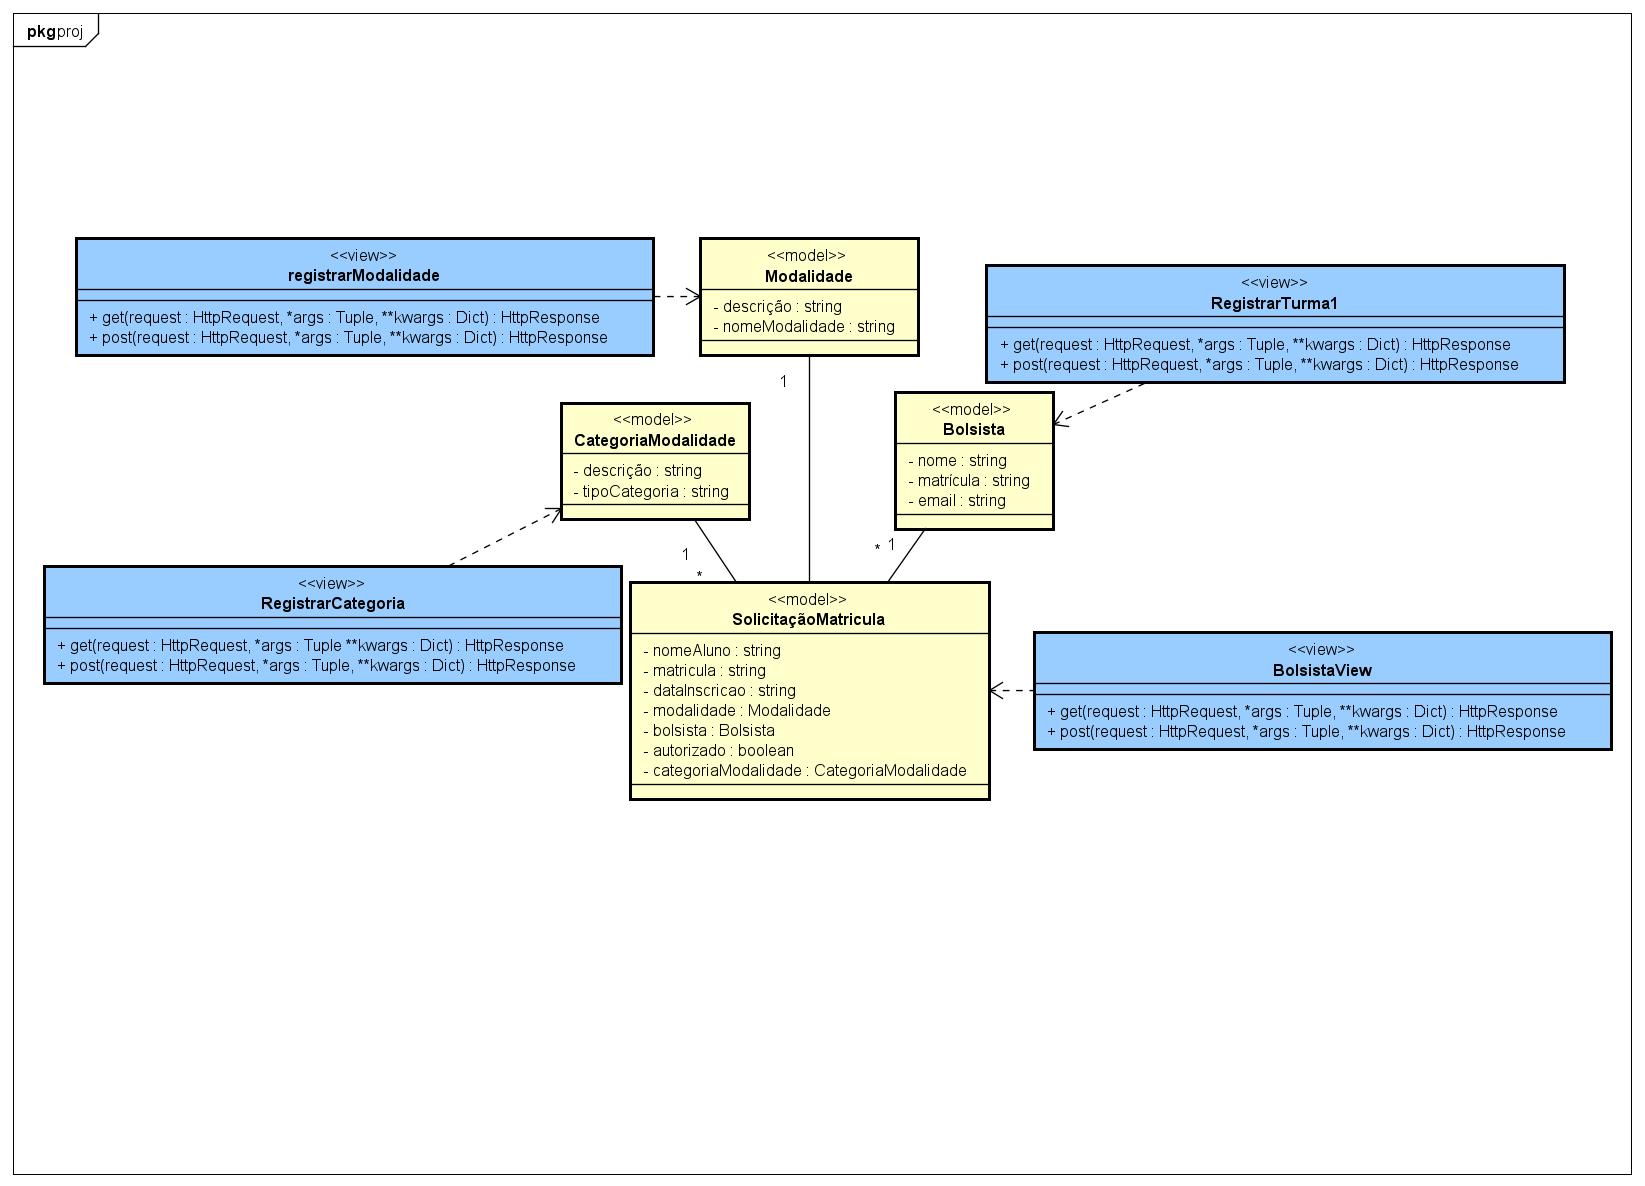 pkg proj
<<view>>
registrarModalidade
+ get(request : HttpRequest, *args : Tuple, **kwargs : Dict) : HttpResponse
+ post(request : HttpRequest, *args : Tuple, **kwargs : Dict) : HttpResponse
<<model>>
Modalidade
- descrição : string
- nomeModalidade : string
<<view>>
RegistrarTurma1
+ get(request : HttpRequest, *args : Tuple, **kwargs : Dict) : HttpResponse
+ post(request : HttpRequest, *args : Tuple, **kwargs : Dict) : HttpResponse
1
<<model>>
CategoriaModalidade
- descrição : string
- tipoCategoria : string
<<model>>
Bolsista
- nome : string
- matrícula : string
- email : string
1
*
* 1
<<view>>
RegistrarCategoria
+ get(request : HttpRequest, *args : Tuple **kwargs : Dict) : HttpResponse
+ post(request : HttpRequest, *args : Tuple, **kwargs : Dict) : HttpResponse
<<model>>
SolicitaçãoMatricula
- nomeAluno : string
- matricula : string
- dataInscricao : string
- modalidade : Modalidade
- bolsista : Bolsista
- autorizado : boolean
- categoriaModalidade : CategoriaModalidade
<<view>>
BolsistaView
+ get(request : HttpRequest, *args : Tuple, **kwargs : Dict) : HttpResponse
+ post(request : HttpRequest, *args : Tuple, **kwargs : Dict) : HttpResponse